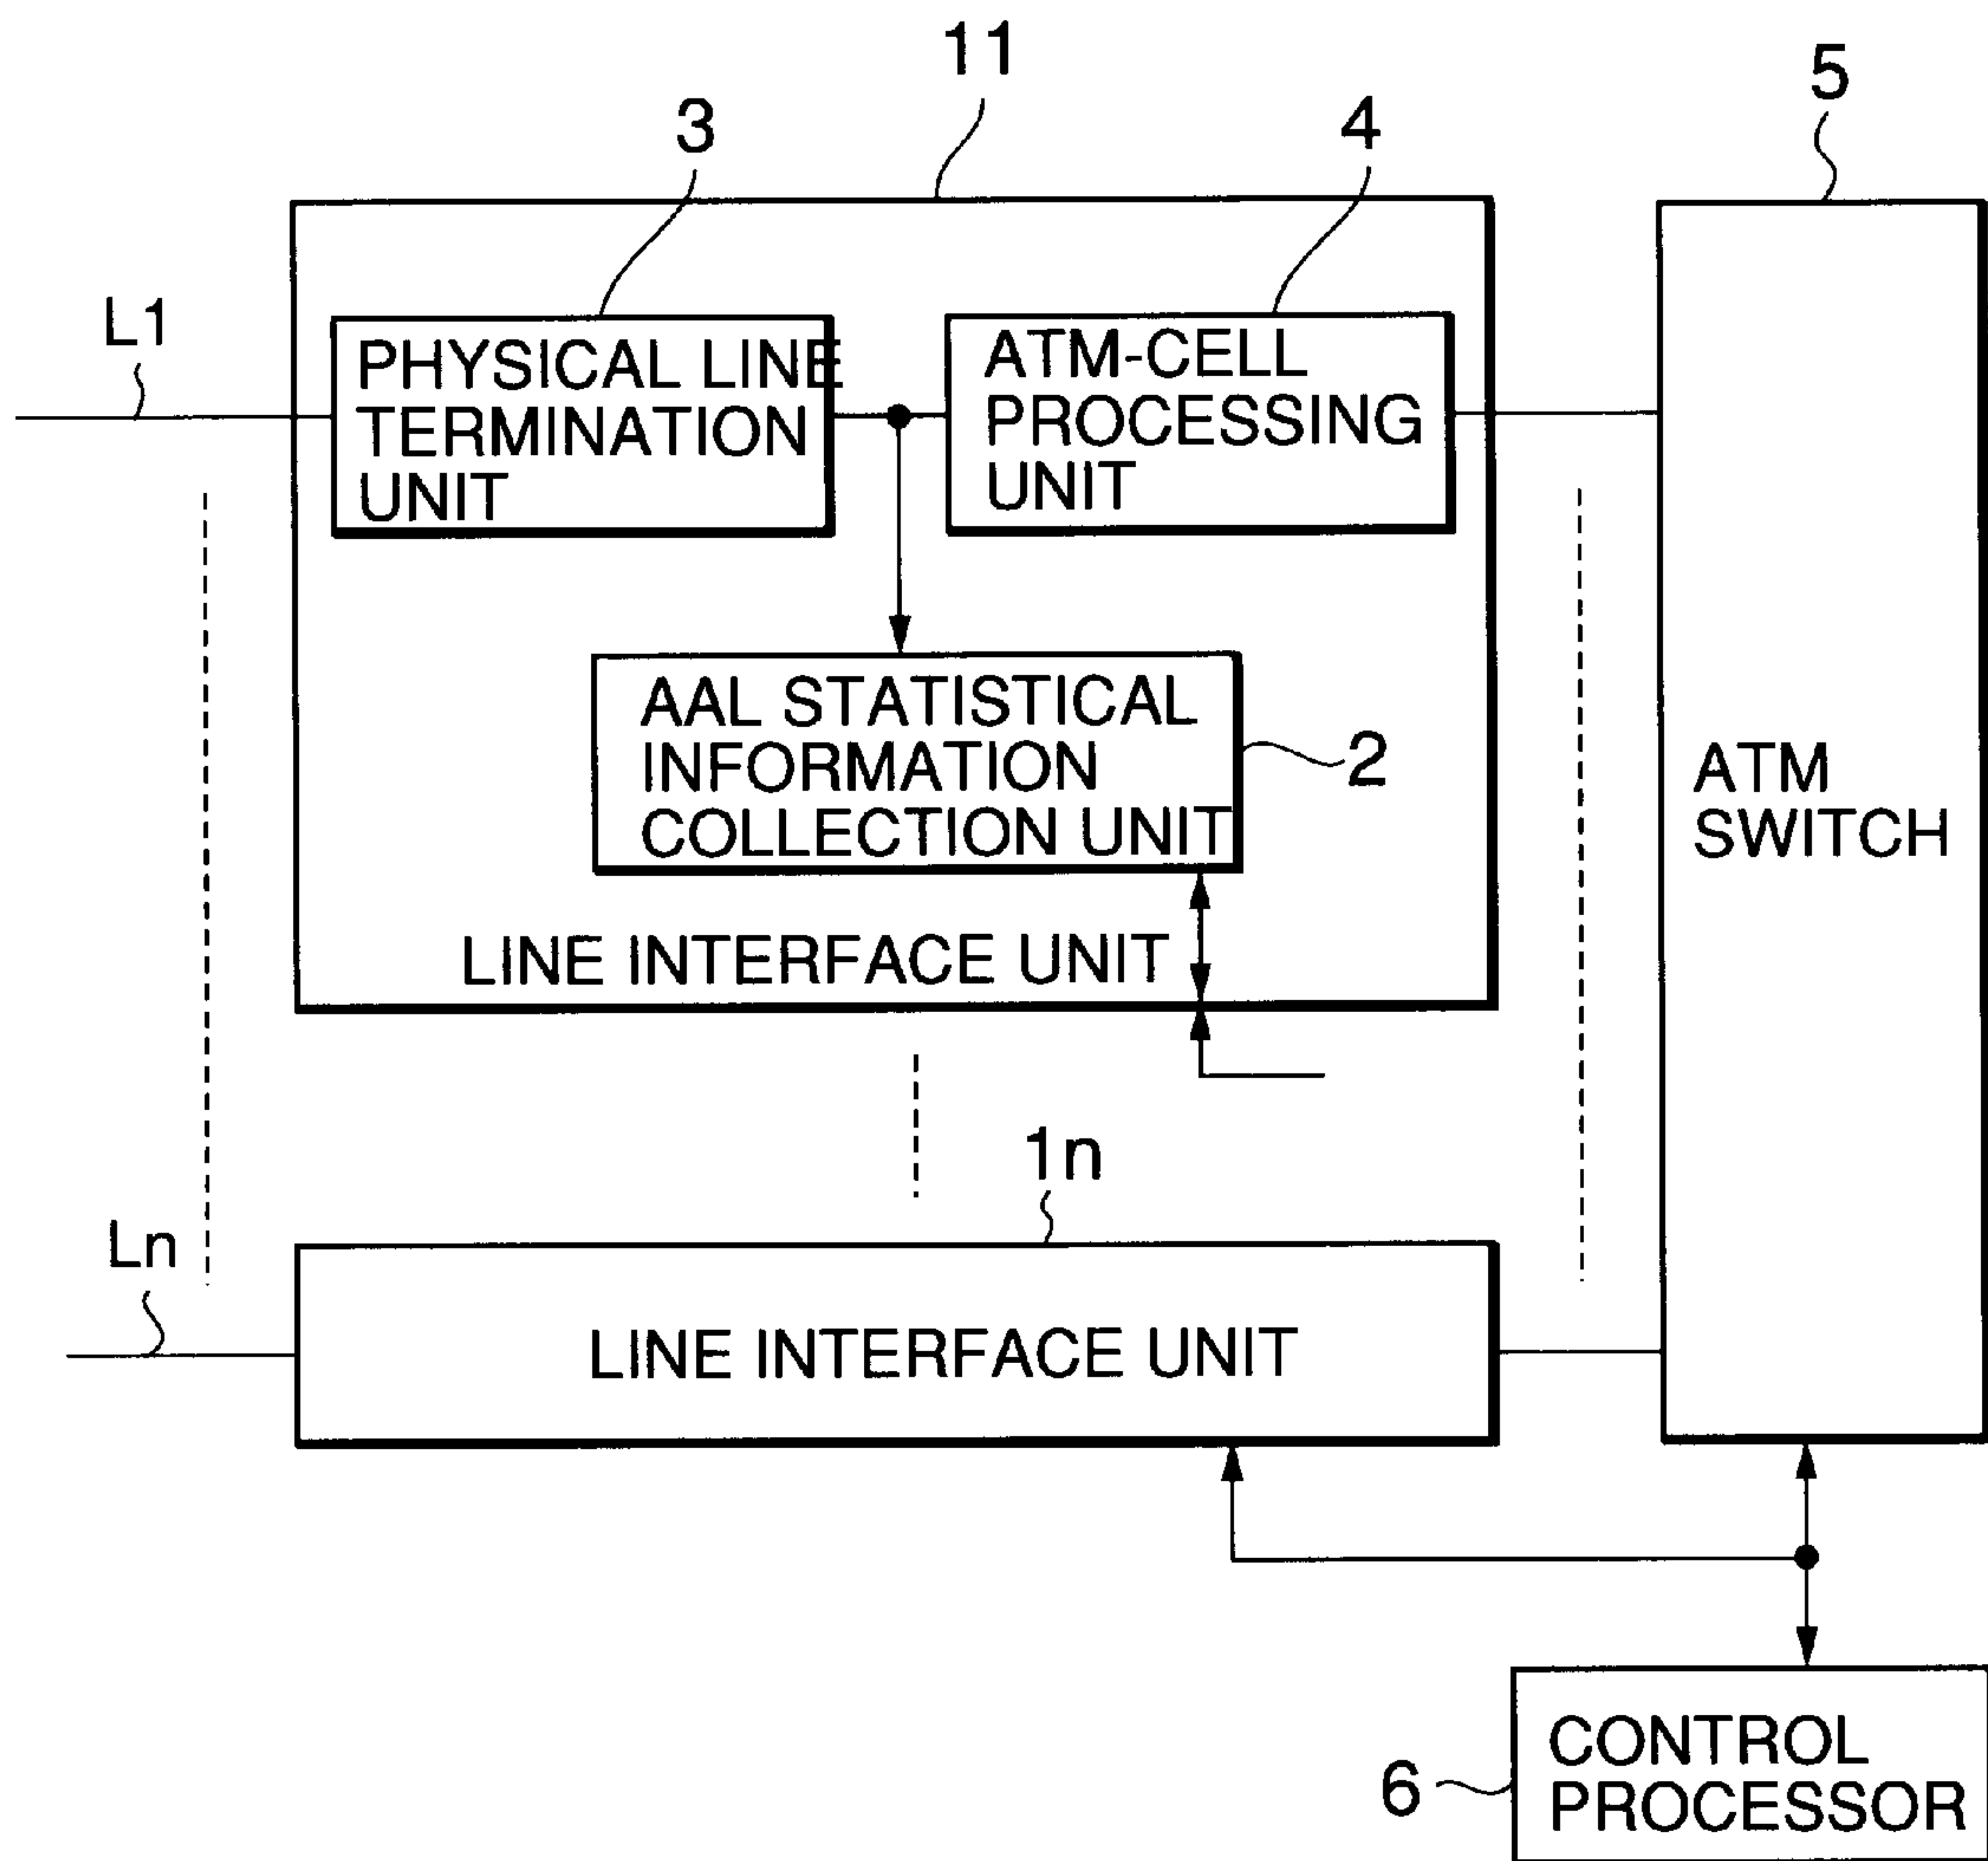 11
5
3
4
L1
PHYSICAL LINE
TERMINATION
UNIT
ATM-CELL
PROCESSING
UNIT
AAL STATISTICAL
INFORMATION
COLLECTION UNIT
2
ATM
SWITCH
LINE INTERFACE UNIT
1n
Ln
LINE INTERFACE UNIT
6
CONTROL
PROCESSOR